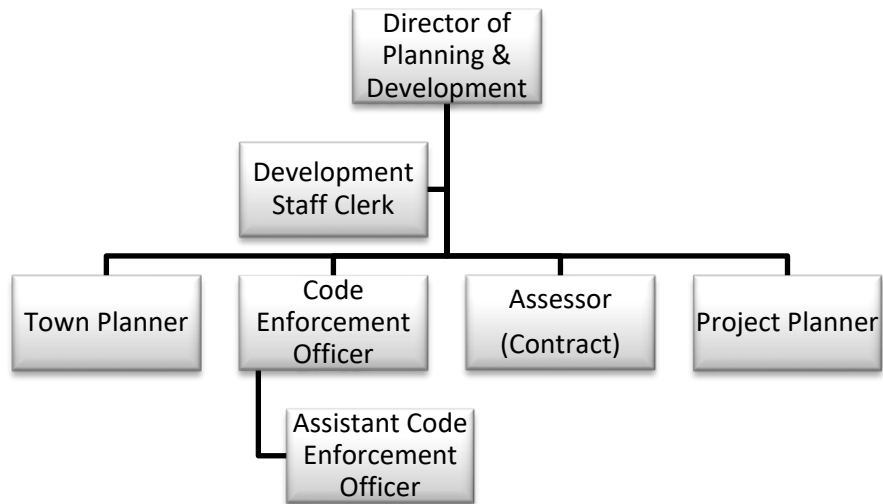 Director of
Planning &
Development
Development
Staff Clerk
Town Planner
Code
Enforcement
Officer
Assessor
(Contract)
Project Planner
Assistant Code
Enforcement
Officer